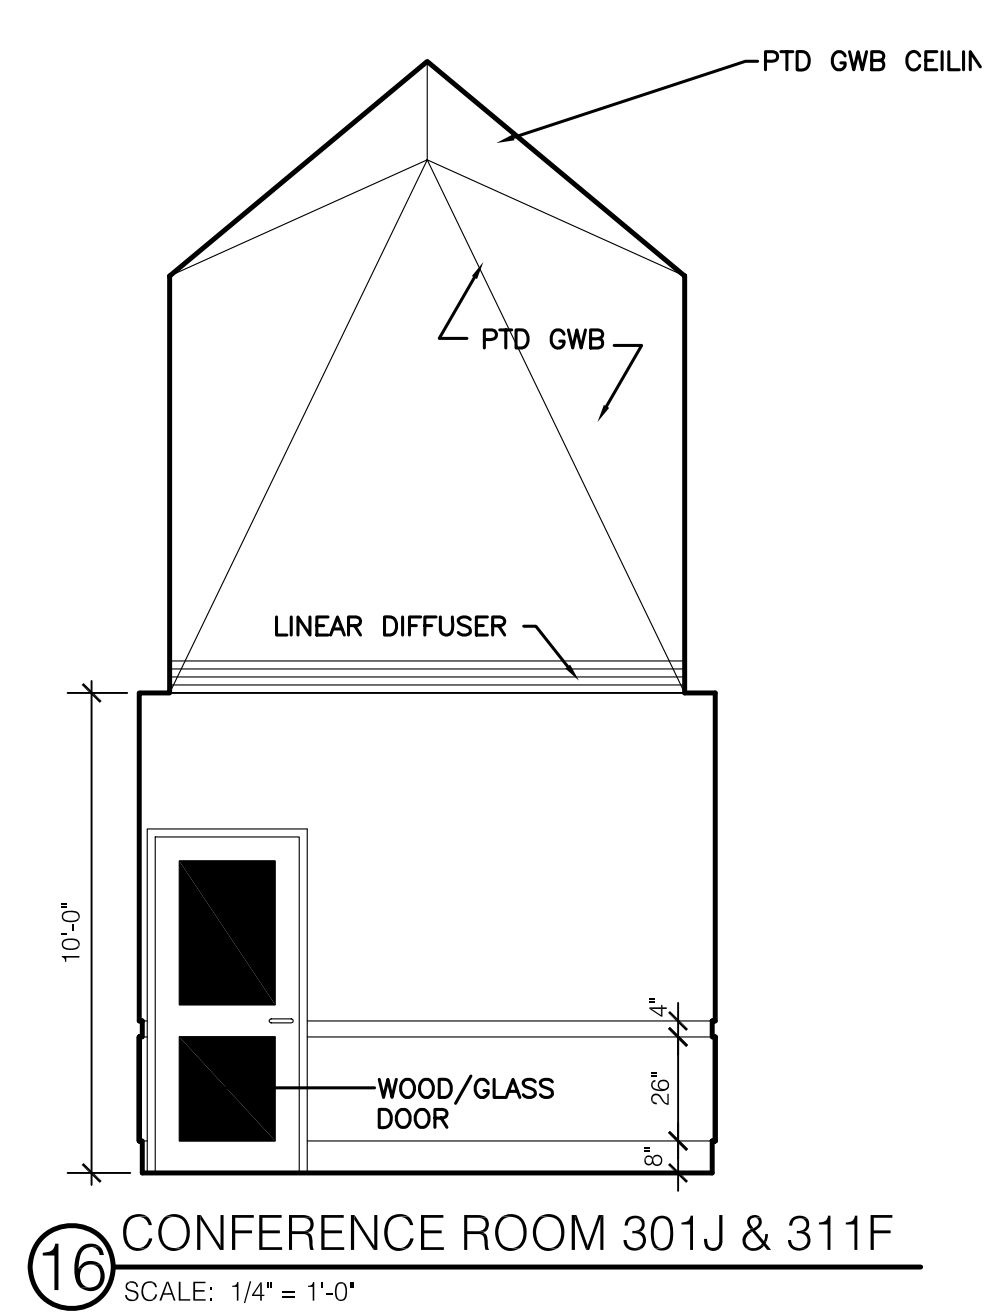 PTD GWB CEILIN
PTD GWB
LINEAR DIFFUSER
10'-0"
4"
26"
8"
WOOD/GLASS
DOOR
16
CONFERENCE ROOM 301J & 311F
SCALE: 1/4" = 1'-0"